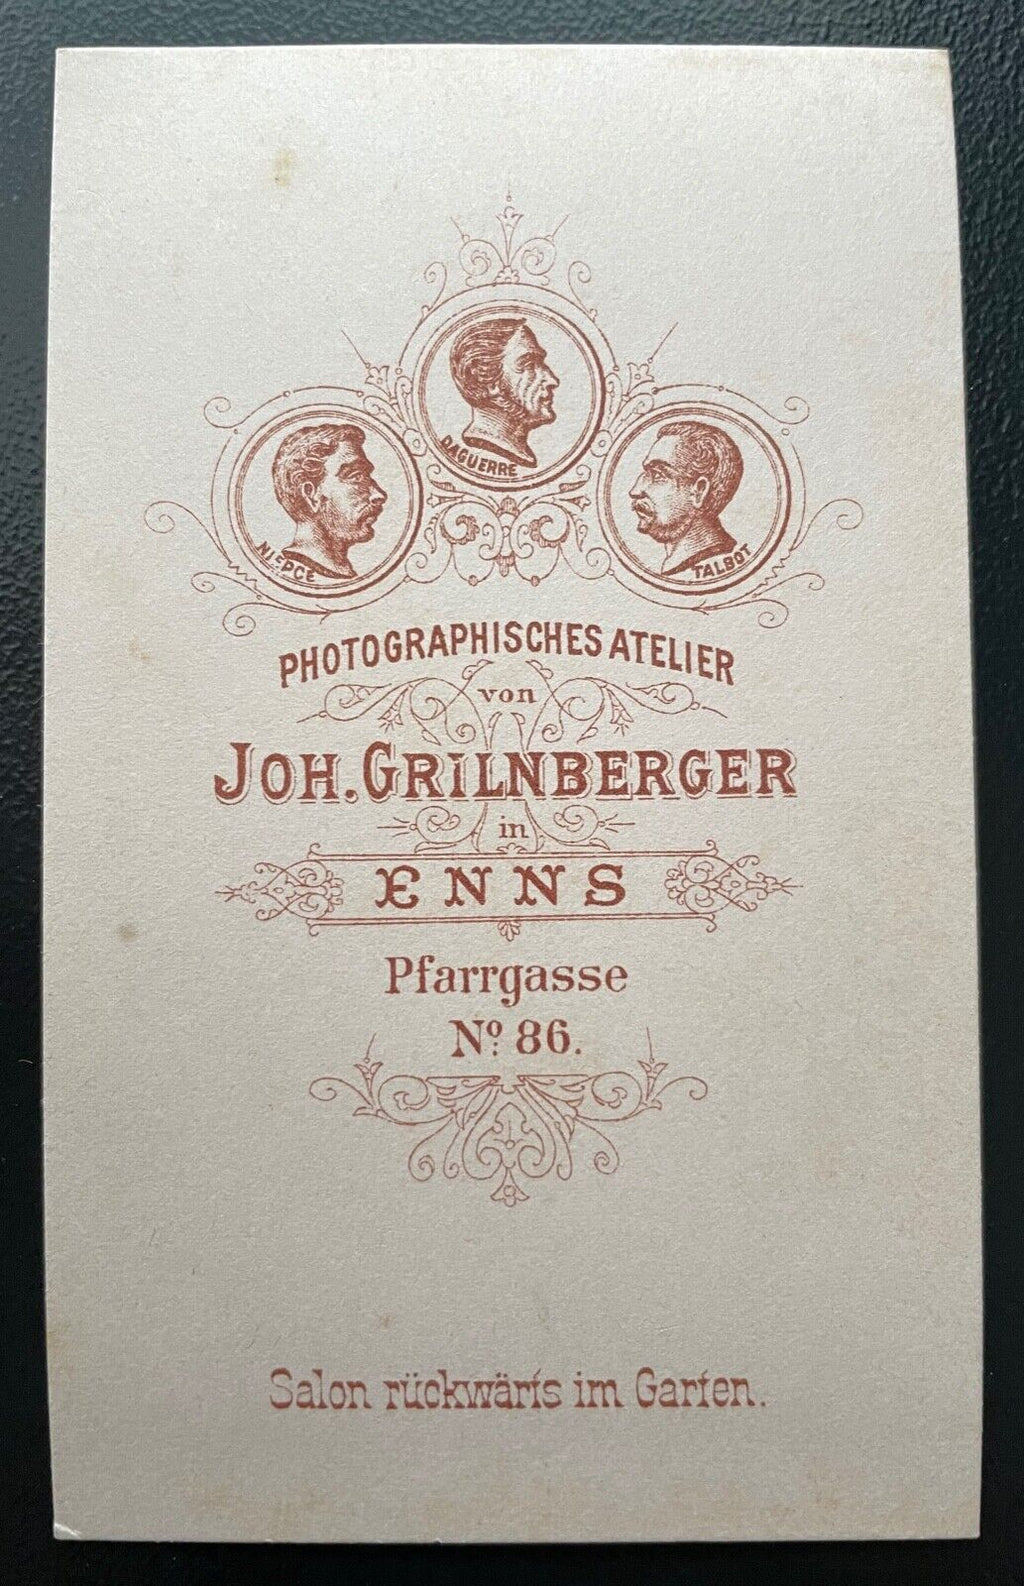 DAGUERRE
NIEPCE
TALBOT
PHOTOGRAPHISCHES ATELIER
von
JOH. GRILNBERGER
in
ENNS
Pfarrgasse
Nº 86.
Salon rückwärts im Garten.